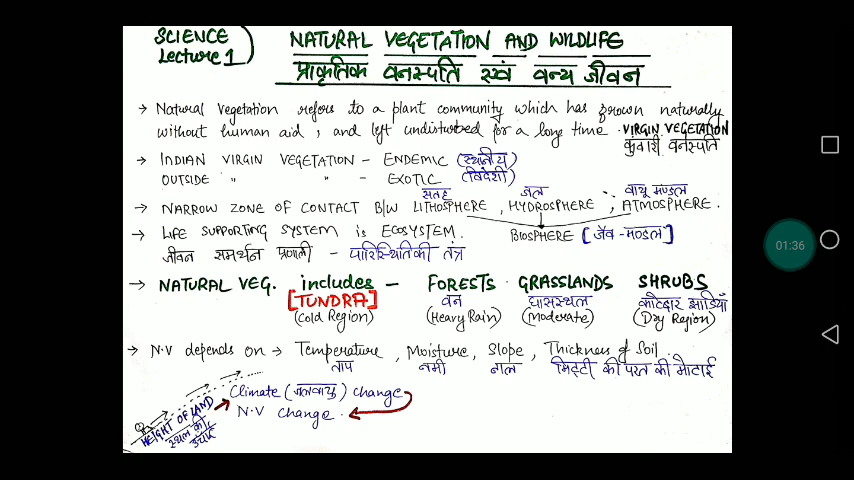 SCIENCE
Lecture 1
NATURAL VEGETATION AND WILDLIFE
प्राकृतिक वनस्पति एवं वन्य जीवन
→ Natural vegetation refers to a plant community which has grown naturally
without human aid, and left undisturbed for a long time. VIRGIN VEGETATION
कुंवारी वनस्पति
→ INDIAN VIRGIN VEGETATION - ENDEMIC (स्थानीय)
OUTSIDE " " - EXOTIC (विदेशी)
सतह जल वायु मण्डल
→ NARROW ZONE OF CONTACT B/W LITHOSPHERE, HYDROSPHERE, ATMOSPHERE.
→ LIFE SUPPORTING SYSTEM is ECOSYSTEM. BIOSPHERE [जैव-मण्डल]
जीवन समर्थन प्रणाली - पारिस्थितिकी तंत्र
→ NATURAL VEG. includes - FORESTS GRASSLANDS SHRUBS
[TUNDRA] वन घासस्थल काँटेदार झाड़ियाँ
(Cold Region) (Heavy Rain) (Moderate) (Dry Region)
→ N.V depends on → Temperature, Moisture, Slope, Thickness of Soil.
ताप नमी ढाल मिट्टी की परत की मोटाई
Climate (जलवायु) change
N.V change.
HEIGHT OF LAND
स्थल की ऊंचाई
01:36